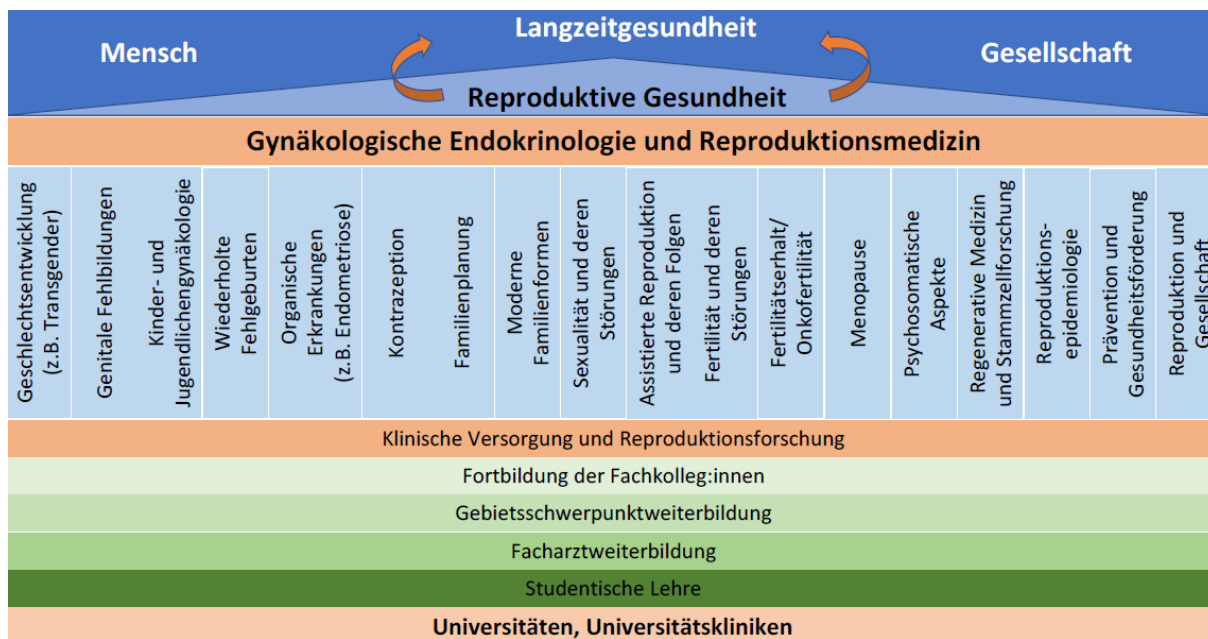 Langzeitgesundheit
Mensch
Gesellschaft
Reproduktive Gesundheit
Gynäkologische Endokrinologie und Reproduktionsmedizin
Geschlechtsentwicklung
(z.B. Transgender)
Genitale Fehlbildungen
Kinder- und
Jugendlichengynäkologie
Wiederholte
Fehlgeburten
Organische
Erkrankungen
(z.B. Endometriose)
Kontrazeption
Familienplanung
Moderne
Familienformen
Sexualität und deren
Störungen
Assistierte Reproduktion
und deren Folgen
Fertilität und deren
Störungen
Fertilitätserhalt/
Onkofertilität
Menopause
Psychosomatische
Aspekte
Regenerative Medizin
und Stammzellforschung
Reproduktions-
epidemiologie
Prävention und
Gesundheitsförderung
Reproduktion und
Gesellschaft
Klinische Versorgung und Reproduktionsforschung
Fortbildung der Fachkolleg:innen
Gebietsschwerpunktweiterbildung
Facharztweiterbildung
Studentische Lehre
Universitäten, Universitätskliniken